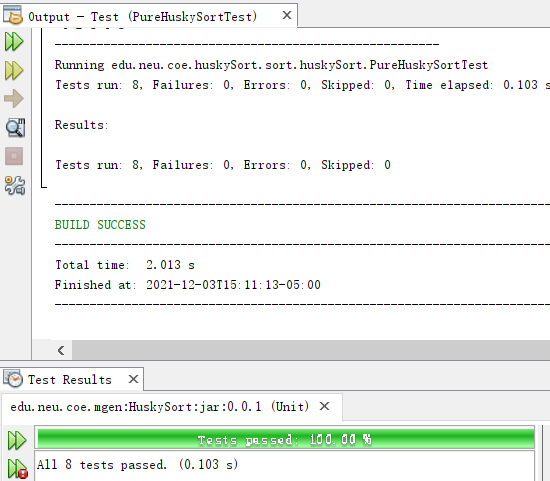 Output - Test (PureHuskySortTest)
-------------------------------------------------------
Running edu.neu.coe.huskySort.sort.huskySort.PureHuskySortTest
Tests run: 8, Failures: 0, Errors: 0, Skipped: 0, Time elapsed: 0.103 s
Results:
Tests run: 8, Failures: 0, Errors: 0, Skipped: 0
------------------------------------------------------------------------
BUILD SUCCESS
------------------------------------------------------------------------
Total time:  2.013 s
Finished at: 2021-12-03T15:11:13-05:00
------------------------------------------------------------------------
Test Results
edu.neu.coe.mgen:HuskySort:jar:0.0.1 (Unit)
Tests passed: 100.00 %
All 8 tests passed. (0.103 s)